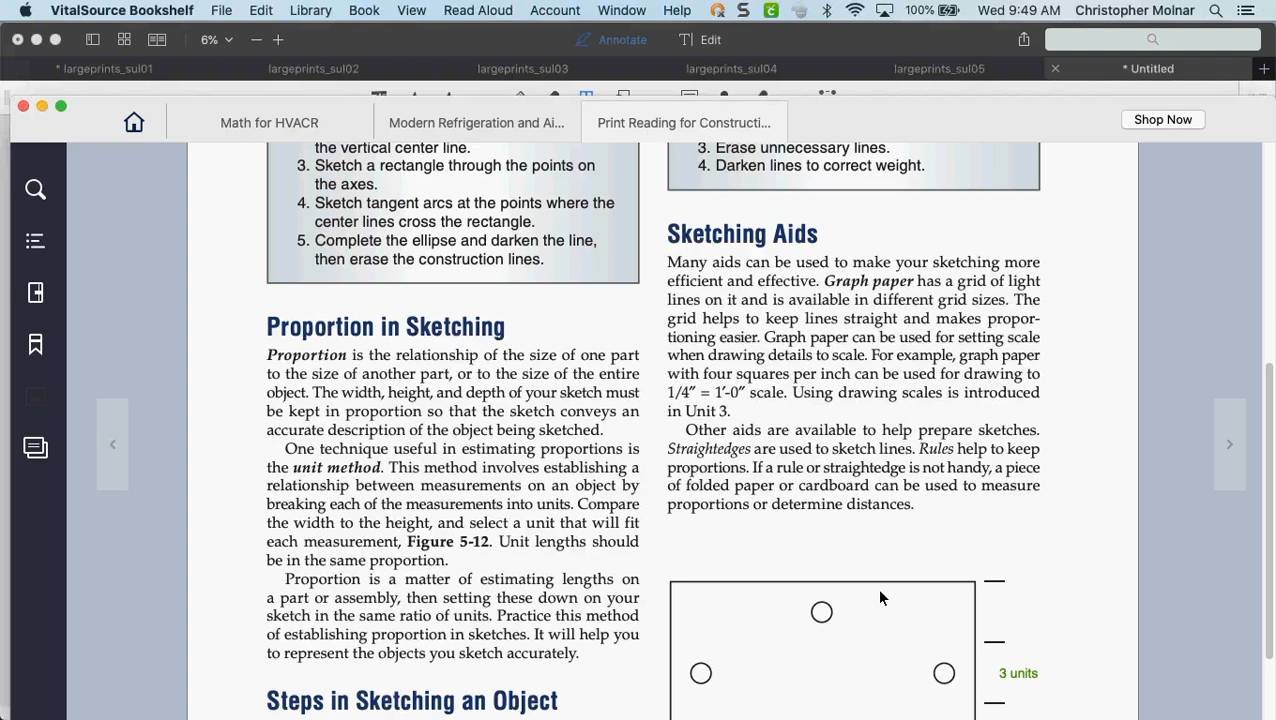 VitalSource Bookshelf File Edit Library Book View Read Aloud Account Window Help 100% Wed 9:49 AM Christopher Molnar
6% Annotate Edit
* largeprints_sul01 largeprints_sul02 largeprints_sul03 largeprints_sul04 largeprints_sul05 * Untitled
Math for HVACR Modern Refrigeration and Ai... Print Reading for Constructi... Shop Now
the vertical center line.
3. Sketch a rectangle through the points on
the axes.
4. Sketch tangent arcs at the points where the
center lines cross the rectangle.
5. Complete the ellipse and darken the line,
then erase the construction lines.
Proportion in Sketching
Proportion is the relationship of the size of one part
to the size of another part, or to the size of the entire
object. The width, height, and depth of your sketch must
be kept in proportion so that the sketch conveys an
accurate description of the object being sketched.
One technique useful in estimating proportions is
the unit method. This method involves establishing a
relationship between measurements on an object by
breaking each of the measurements into units. Compare
the width to the height, and select a unit that will fit
each measurement, Figure 5-12. Unit lengths should
be in the same proportion.
Proportion is a matter of estimating lengths on
a part or assembly, then setting these down on your
sketch in the same ratio of units. Practice this method
of establishing proportion in sketches. It will help you
to represent the objects you sketch accurately.
Steps in Sketching an Object
3. Erase unnecessary lines.
4. Darken lines to correct weight.
Sketching Aids
Many aids can be used to make your sketching more
efficient and effective. Graph paper has a grid of light
lines on it and is available in different grid sizes. The
grid helps to keep lines straight and makes propor-
tioning easier. Graph paper can be used for setting scale
when drawing details to scale. For example, graph paper
with four squares per inch can be used for drawing to
1/4″ = 1′-0″ scale. Using drawing scales is introduced
in Unit 3.
Other aids are available to help prepare sketches.
Straightedges are used to sketch lines. Rules help to keep
proportions. If a rule or straightedge is not handy, a piece
of folded paper or cardboard can be used to measure
proportions or determine distances.
3 units